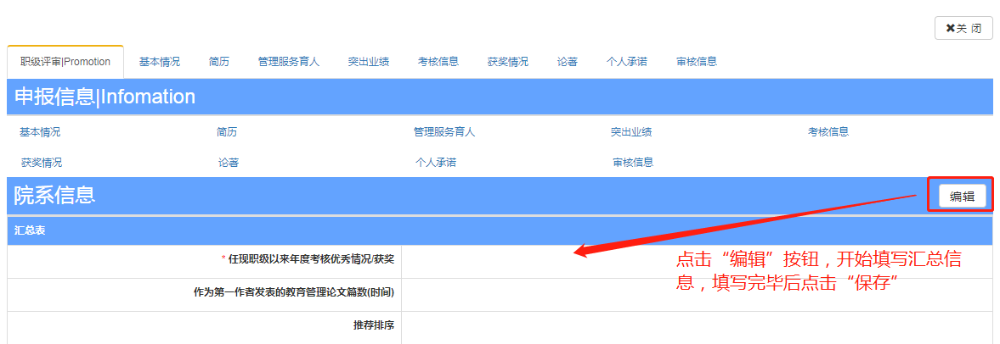 ✖关 闭
职级评审|Promotion 基本情况 简历 管理服务育人 突出业绩 考核信息 获奖情况 论著 个人承诺 审核信息
申报信息|Infomation
基本情况 简历 管理服务育人 突出业绩 考核信息
获奖情况 论著 个人承诺 审核信息
院系信息 编辑
汇总表
* 任现职级以来年度考核优秀情况/获奖
作为第一作者发表的教育管理论文篇数(时间)
推荐排序
点击“编辑”按钮，开始填写汇总信
息，填写完毕后点击“保存”